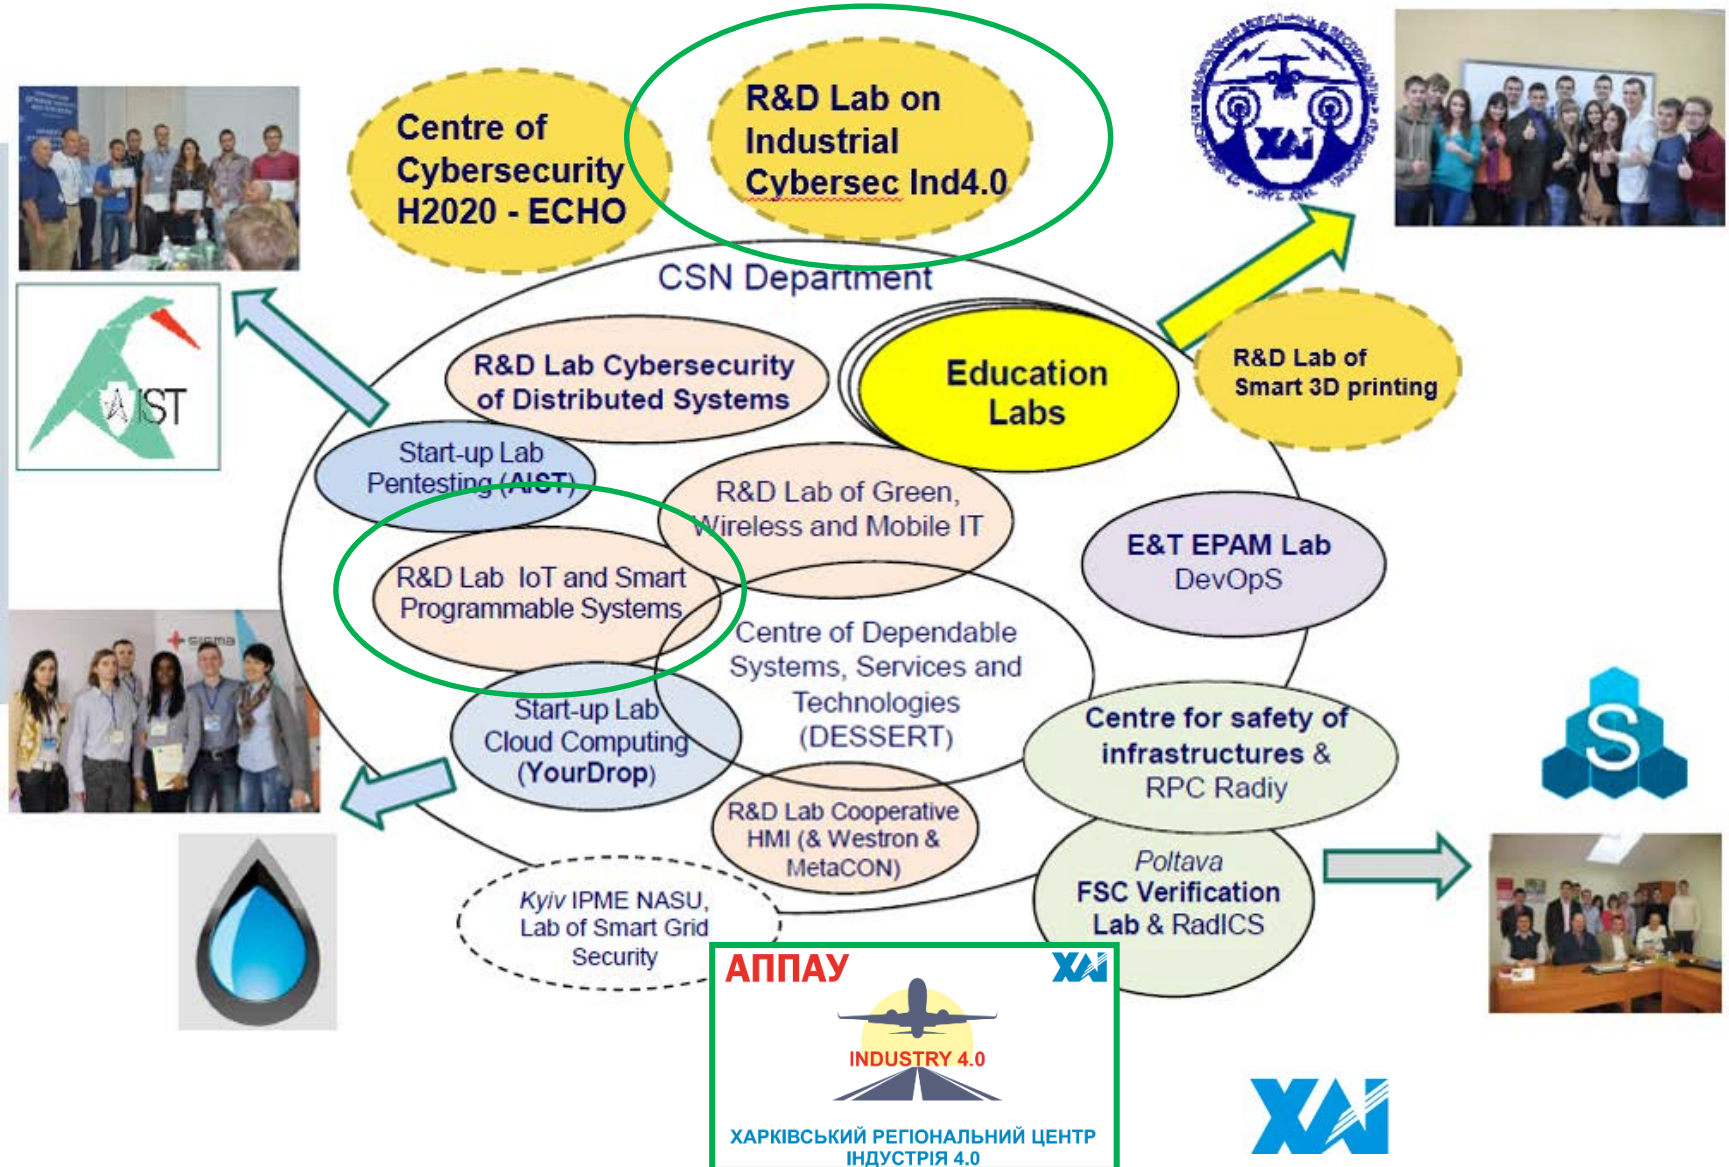 Centre of
Cybersecurity
H2020 - ECHO
R&D Lab on
Industrial
Cybersec Ind4.0
ХАІ
CSN Department
R&D Lab Cybersecurity
of Distributed Systems
Education
Labs
R&D Lab of
Smart 3D printing
AIST
Start-up Lab
Pentesting (AIST)
R&D Lab of Green,
Wireless and Mobile IT
E&T EPAM Lab
DevOpS
R&D Lab IoT and Smart
Programmable Systems
sigma
Centre of Dependable
Systems, Services and
Technologies
(DESSERT)
Start-up Lab
Cloud Computing
(YourDrop)
Centre for safety of
infrastructures &
RPC Radiy
S
R&D Lab Cooperative
HMI (& Westron &
MetaCON)
Poltava
FSC Verification
Lab & RadICS
Kyiv IPME NASU,
Lab of Smart Grid
Security
АППАУ
ХАІ
INDUSTRY 4.0
ХАРКІВСЬКИЙ РЕГІОНАЛЬНИЙ ЦЕНТР
ІНДУСТРІЯ 4.0
ХАІ